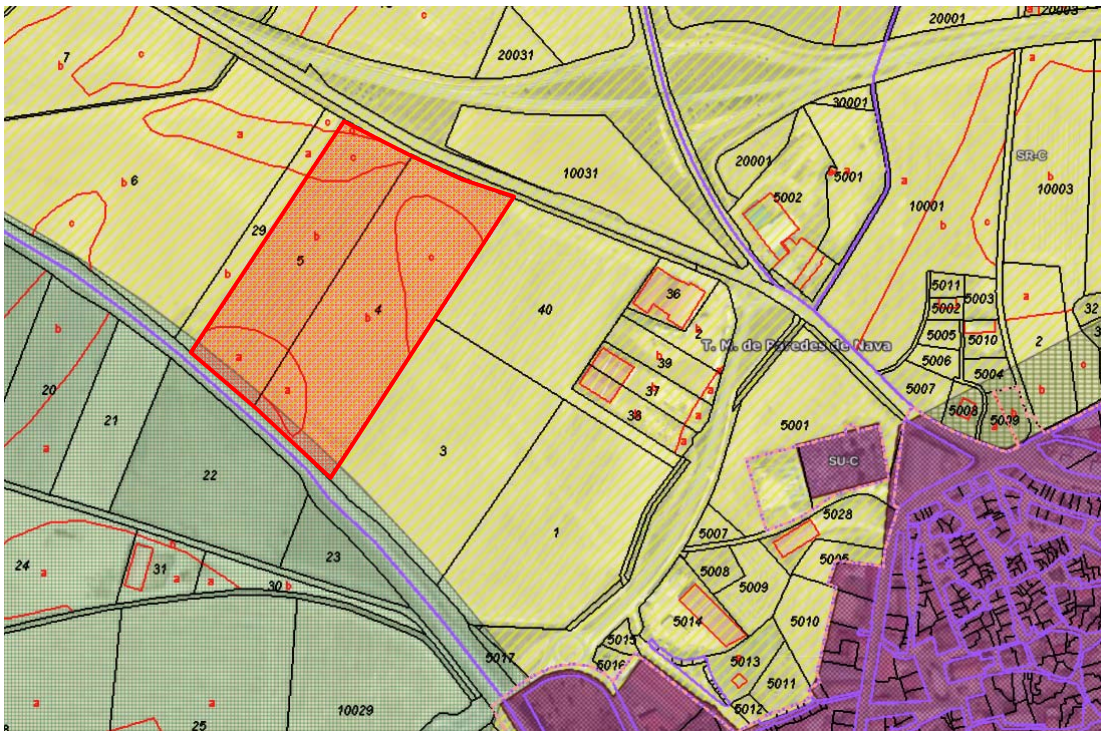 20001
20003
7
b
c
20031
30001
a
c
a
c
a
b
6
b
c
29
b
5
b
4
b
c
a
a
10031
20001
5002
5001
a
10001
b
SR-C
10003
b
c
a
40
36
2
39
b
37
b
38
a
a
T. M. de Paredes de Nava
5011
5003
5002
5005
5010
5006
5004
5007
5008
5009
2
32
b
c
b
20
21
a
22
3
1
5001
SU-C
5028
5007
5005
5008
5009
5010
5014
5015
5016
5013
5011
5012
5017
24
a
31
a
a
30
b
23
a
25
a
10029